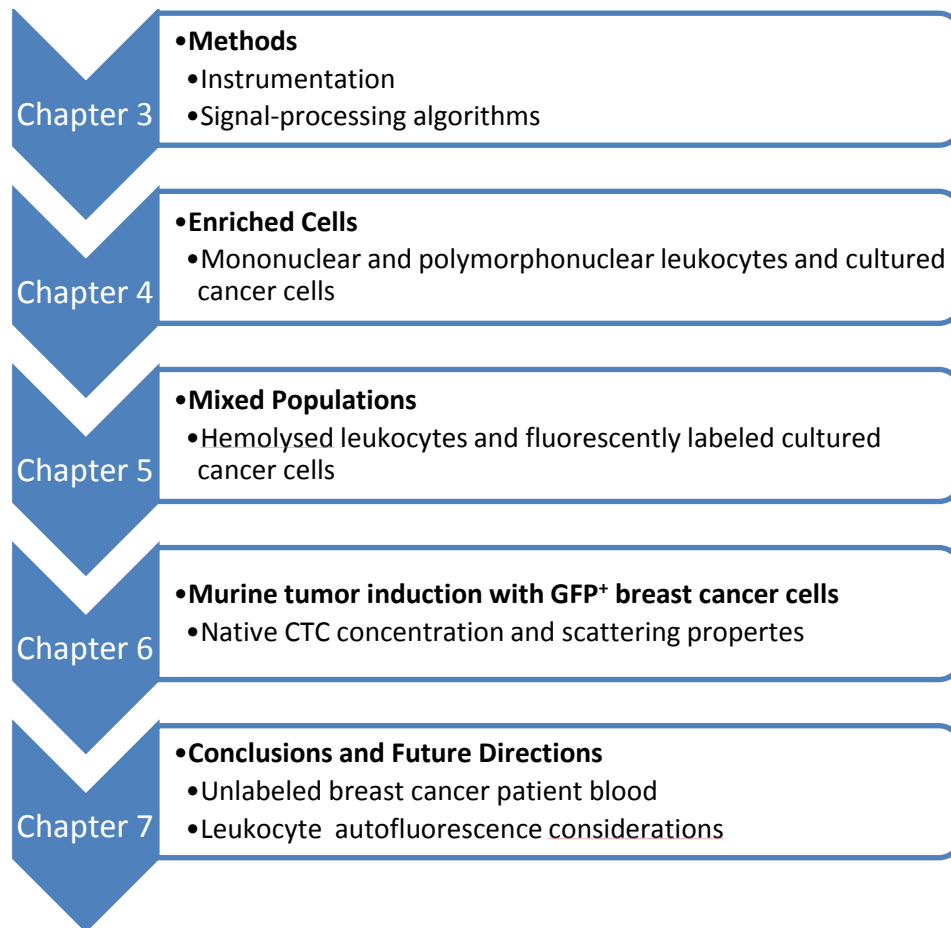 Chapter 3
•Methods
•Instrumentation
•Signal-processing algorithms
Chapter 4
•Enriched Cells
•Mononuclear and polymorphonuclear leukocytes and cultured
cancer cells
Chapter 5
•Mixed Populations
•Hemolysed leukocytes and fluorescently labeled cultured
cancer cells
Chapter 6
•Murine tumor induction with GFP⁺ breast cancer cells
•Native CTC concentration and scattering propertes
Chapter 7
•Conclusions and Future Directions
•Unlabeled breast cancer patient blood
•Leukocyte autofluorescence considerations